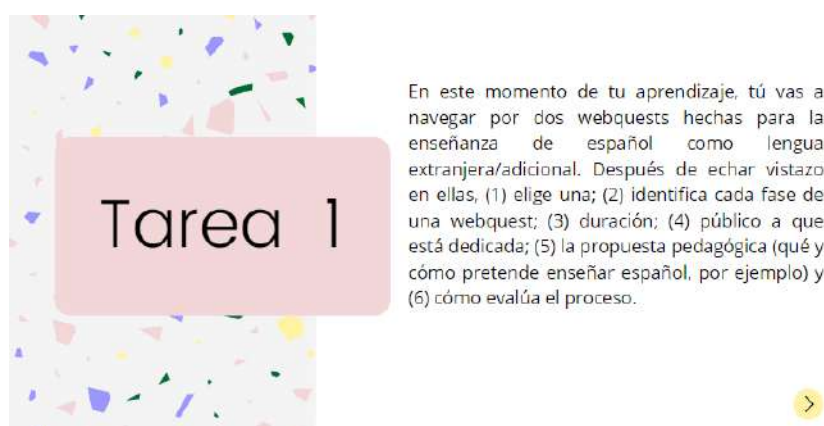 Tarea 1
En este momento de tu aprendizaje, tú vas a
navegar por dos webquests hechas para la
enseñanza de español como lengua
extranjera/adicional. Después de echar vistazo
en ellas, (1) elige una; (2) identifica cada fase de
una webquest; (3) duración; (4) público a que
está dedicada; (5) la propuesta pedagógica (qué y
cómo pretende enseñar español, por ejemplo) y
(6) cómo evalúa el proceso.